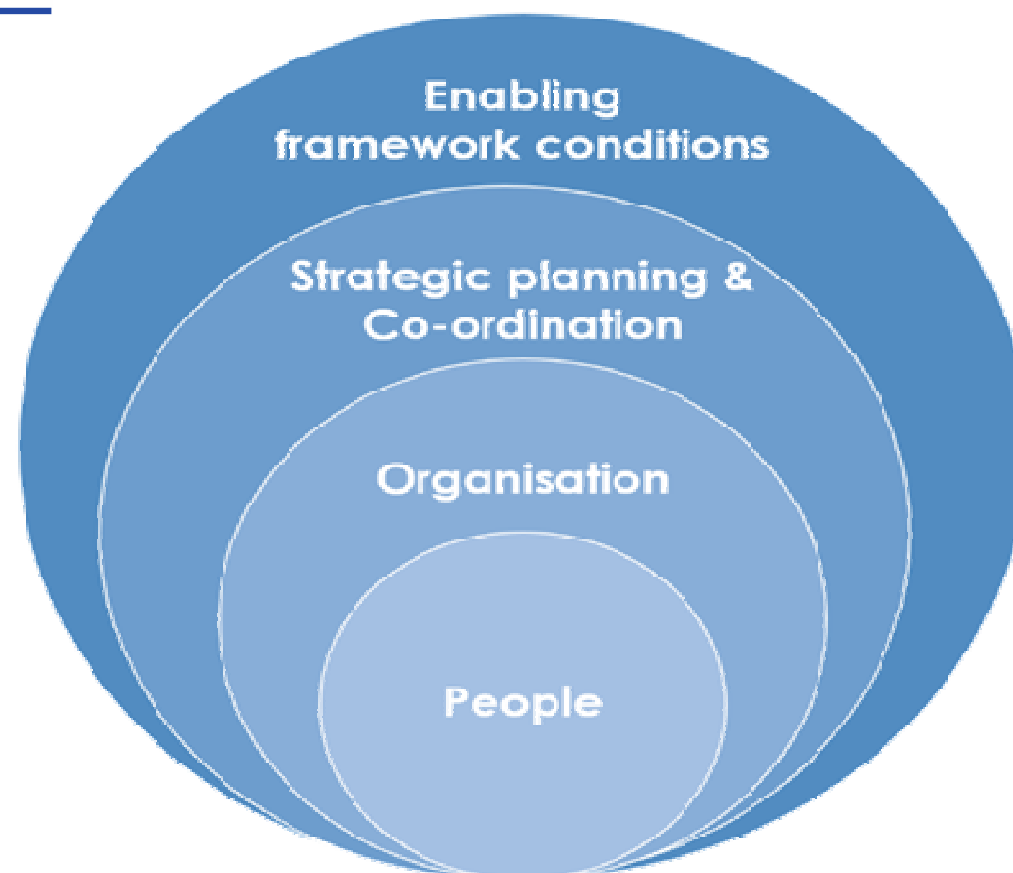 Enabling
framework conditions
Strategic planning &
Co-ordination
Organisation
People